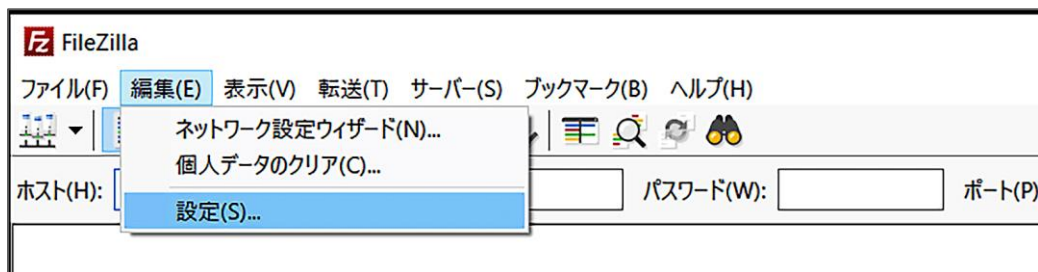 FileZilla
ファイル(F) 編集(E) 表示(V) 転送(T) サーバー(S) ブックマーク(B) ヘルプ(H)
ネットワーク設定ウィザード(N)...
個人データのクリア(C)...
ホスト(H): パスワード(W): ポート(P)
設定(S)...